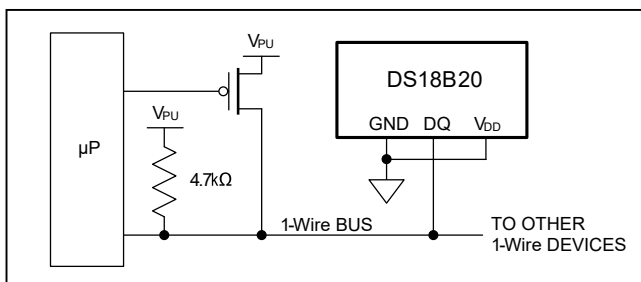 VPU
DS18B20
GND DQ VDD
VPU
µP
4.7kΩ
1-Wire BUS
TO OTHER
1-Wire DEVICES